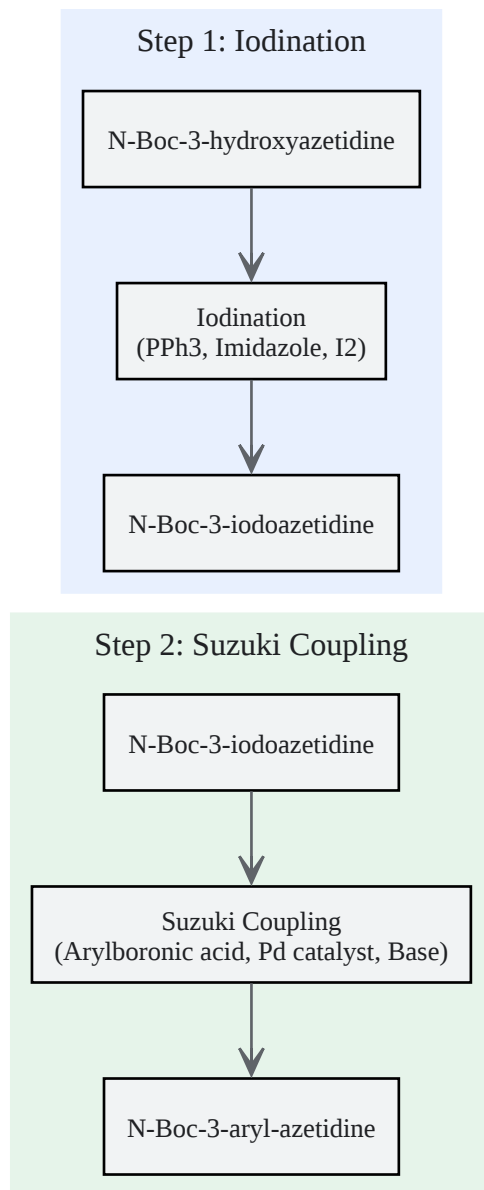 Step 1: Iodination
N-Boc-3-hydroxyazetidine
Iodination
(PPh3, Imidazole, I2)
N-Boc-3-iodoazetidine
Step 2: Suzuki Coupling
N-Boc-3-iodoazetidine
Suzuki Coupling
(Arylboronic acid, Pd catalyst, Base)
N-Boc-3-aryl-azetidine